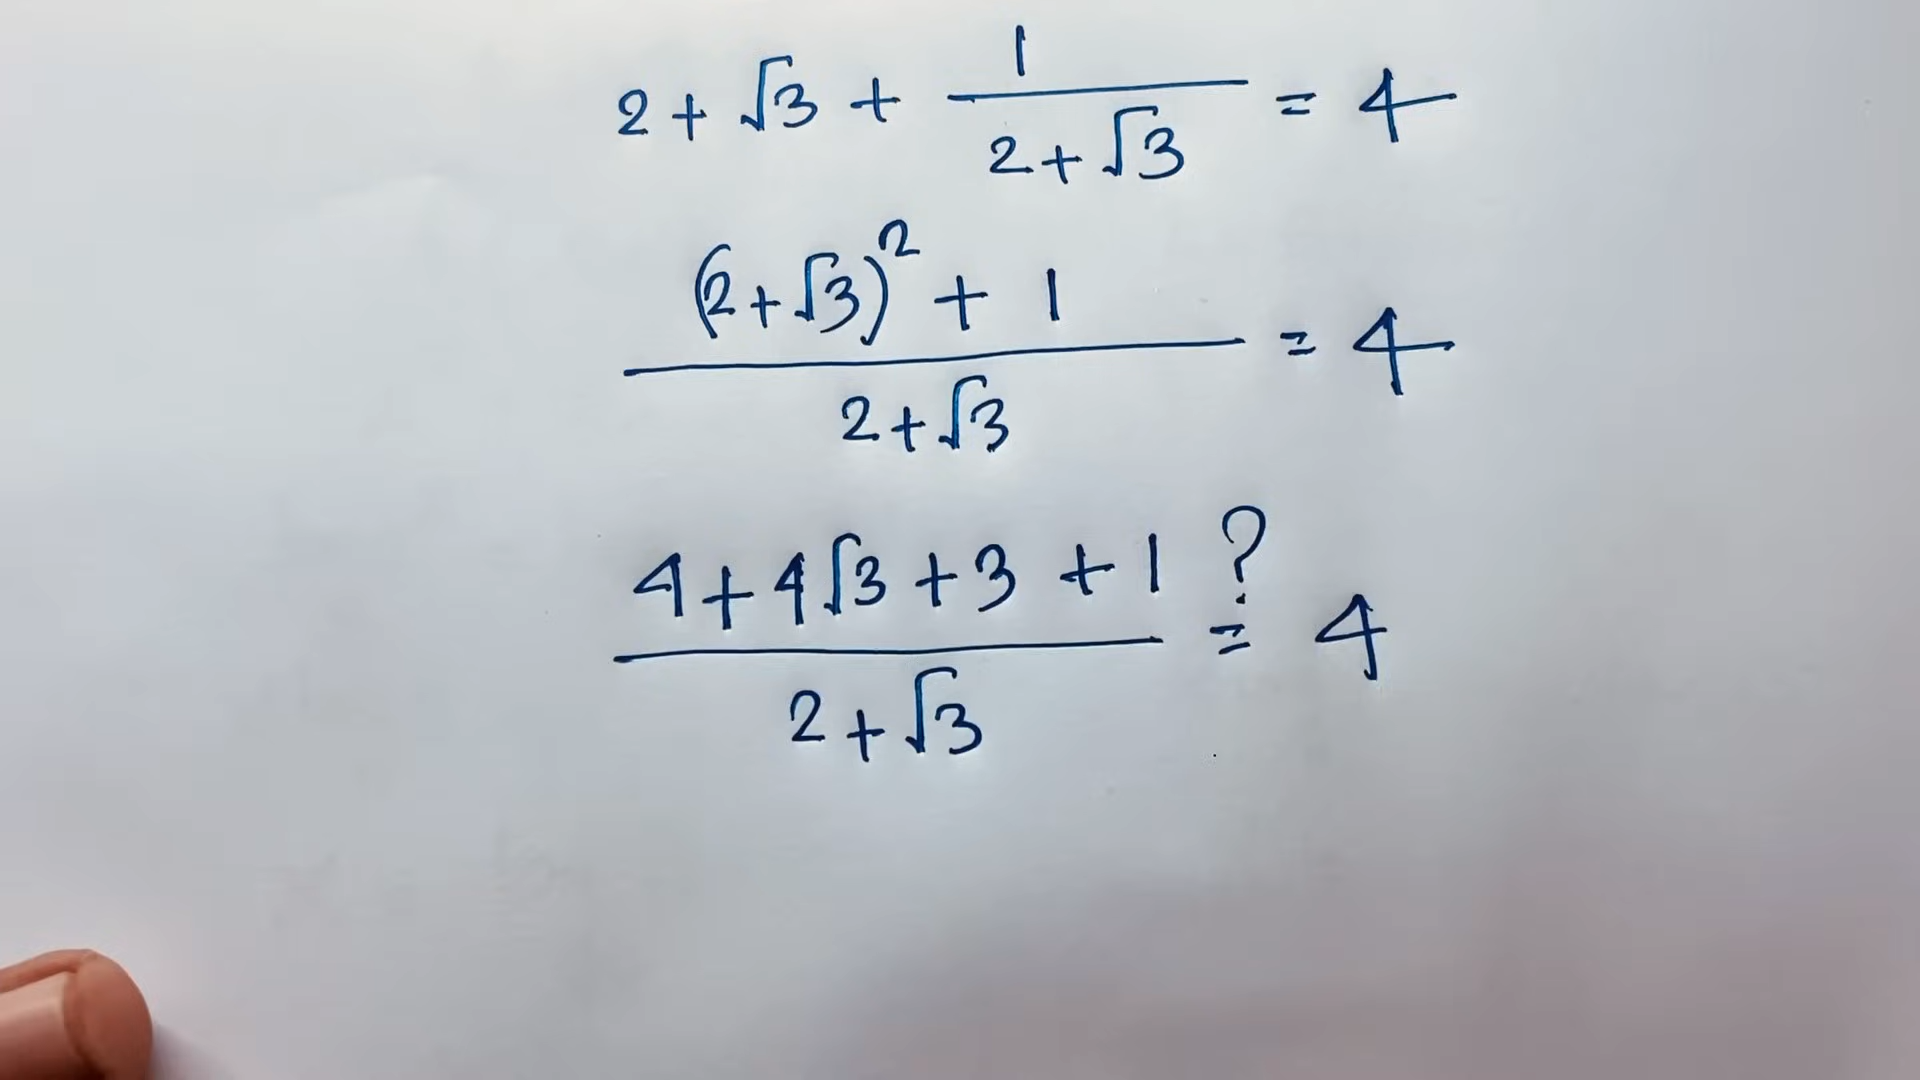 2 + √3 + 1/(2 + √3) = 4
((2 + √3)² + 1)/(2 + √3) = 4
(4 + 4√3 + 3 + 1)/(2 + √3) ?= 4